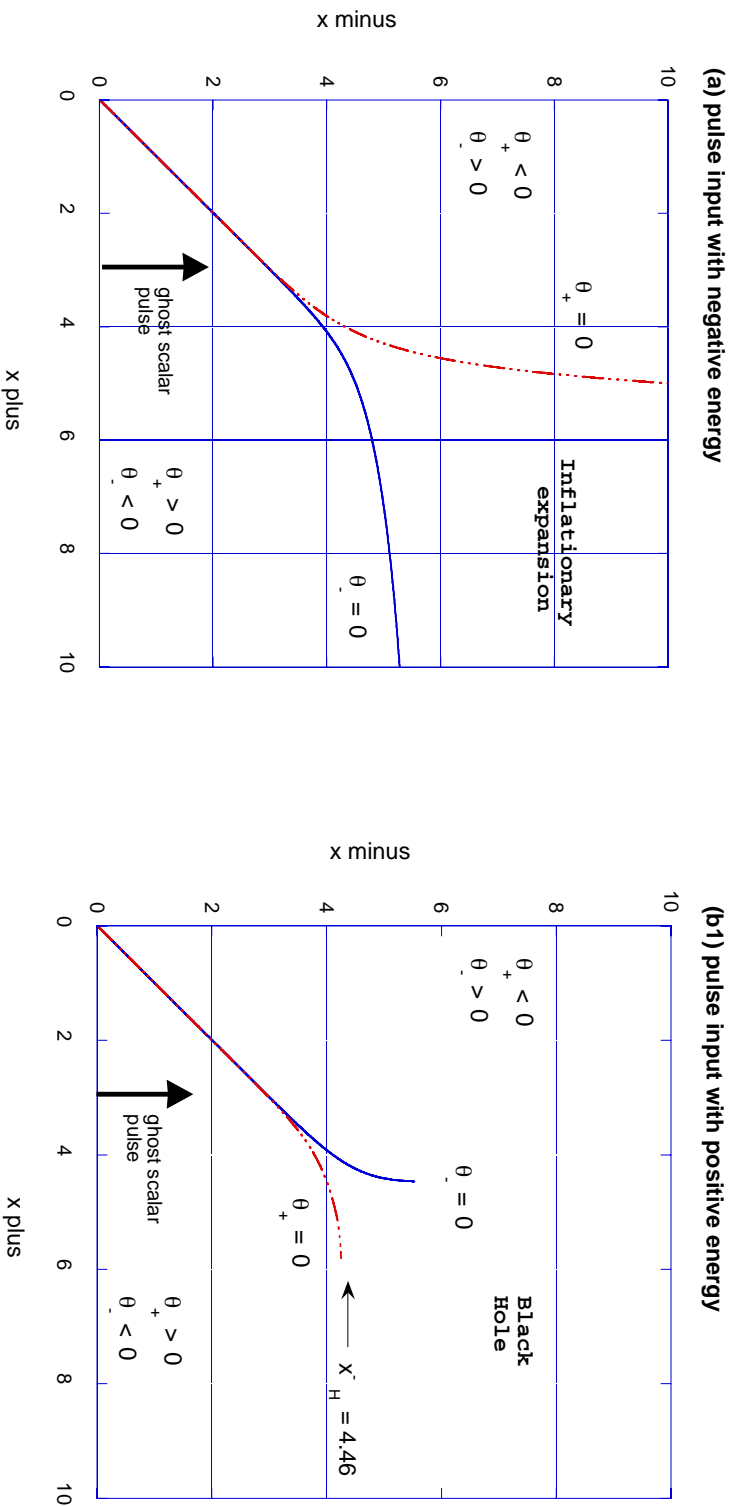 (a) pulse input with negative energy
x minus
10
8
6
4
2
0
0
2
4
6
8
10
x plus
θ+ < 0
θ- > 0
θ+ = 0
Inflationary
expansion
θ- = 0
θ+ > 0
θ- < 0
ghost scalar
pulse
(b1) pulse input with positive energy
x minus
10
8
6
4
2
0
0
2
4
6
8
10
x plus
θ+ < 0
θ- > 0
θ- = 0
Black
Hole
θ+ = 0
x-H = 4.46
θ+ > 0
θ- < 0
ghost scalar
pulse